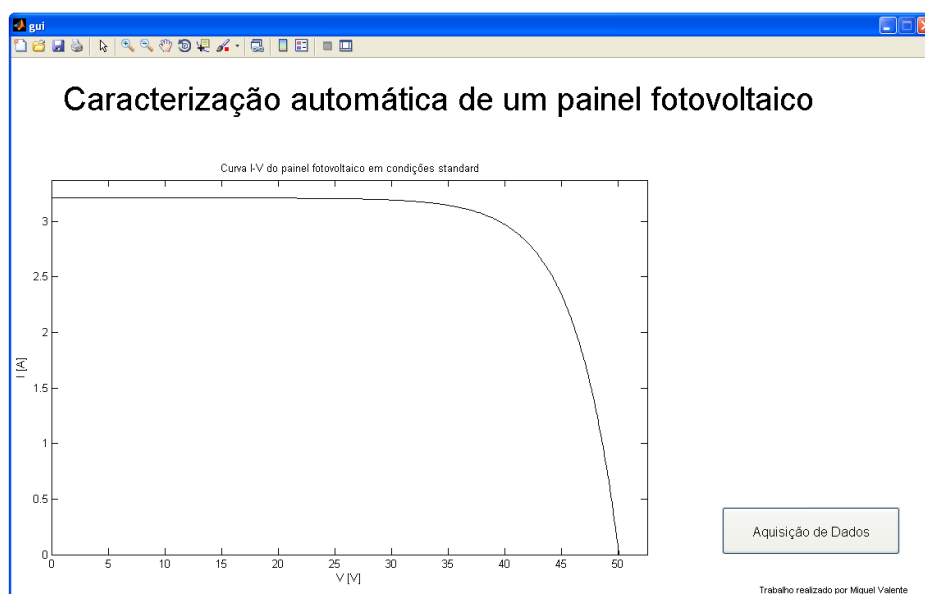 gui
Caracterização automática de um painel fotovoltaico
Curva I-V do painel fotovoltaico em condições standard
3
2.5
2
1.5
1
0.5
0
I [A]
0 5 10 15 20 25 30 35 40 45 50
V [V]
Aquisição de Dados
Trabalho realizado por Miguel Valente